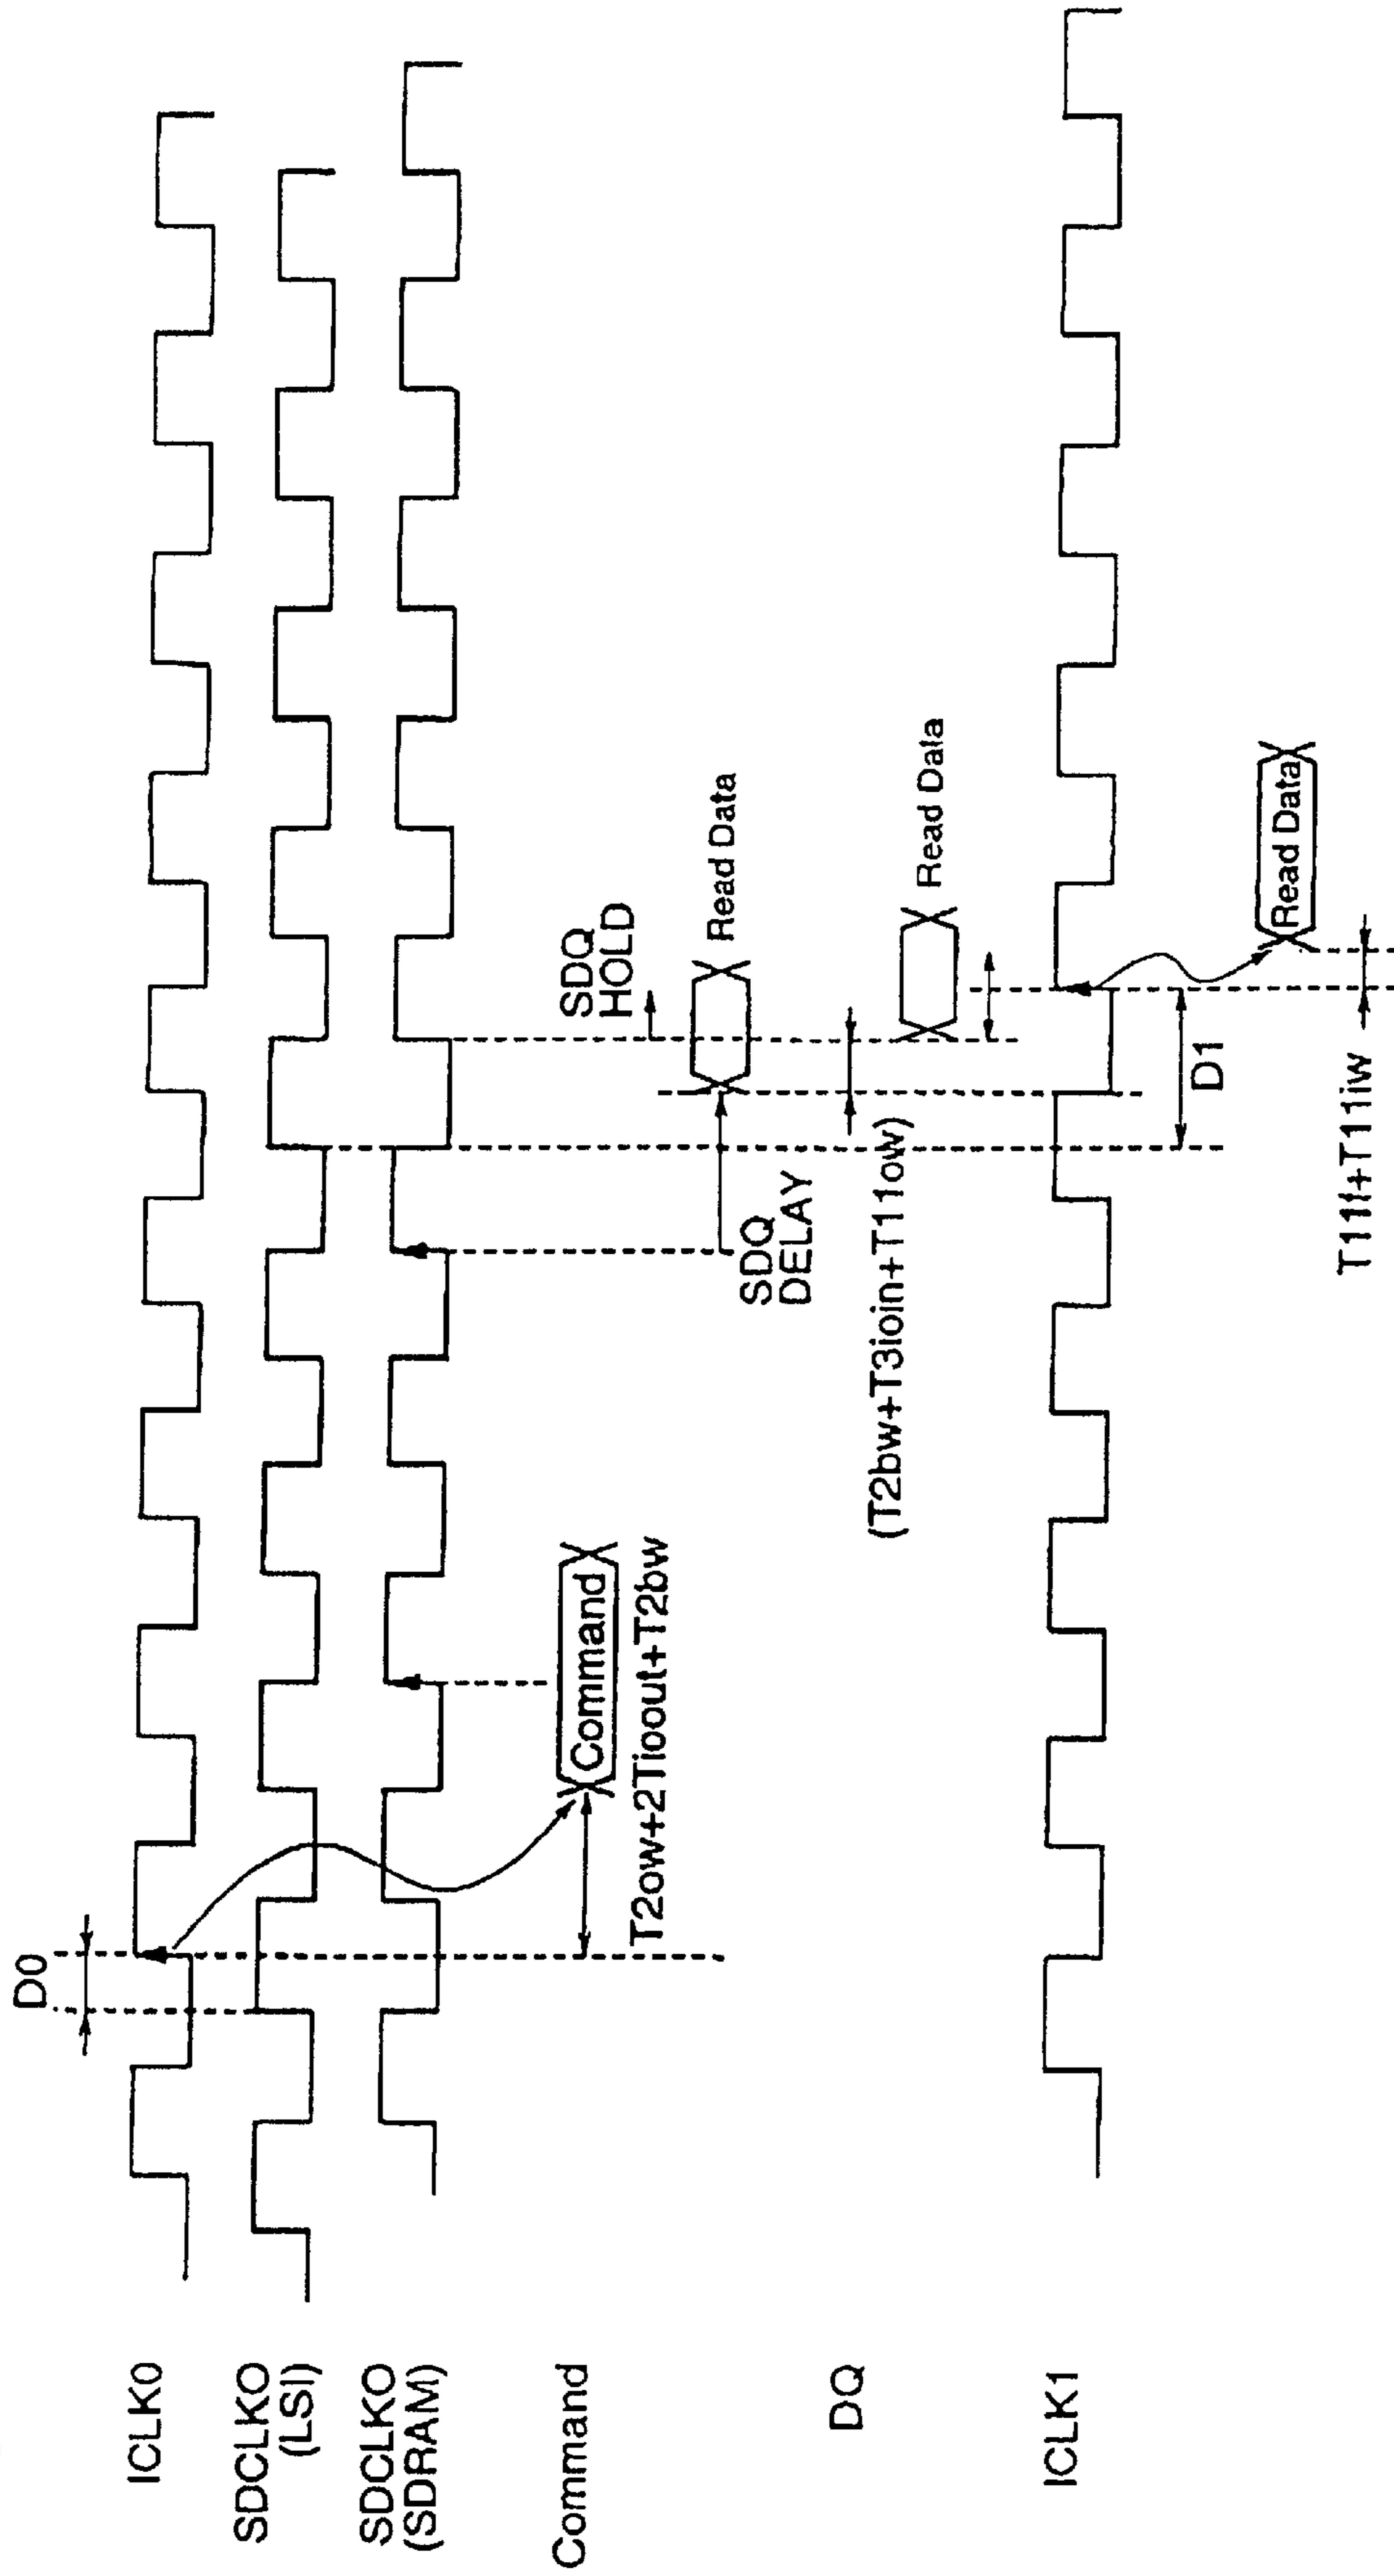 D0
ICLK0
SDCLKO
(LSI)
SDCLKO
(SDRAM)
Command
Command
T2ow+2Tioout+T2bw
SDQ
HOLD
Read Data
SDQ
DELAY
DQ
(T2bw+T3ioin+T11ow)
Read Data
ICLK1
D1
Read Data
T11f+T11iw